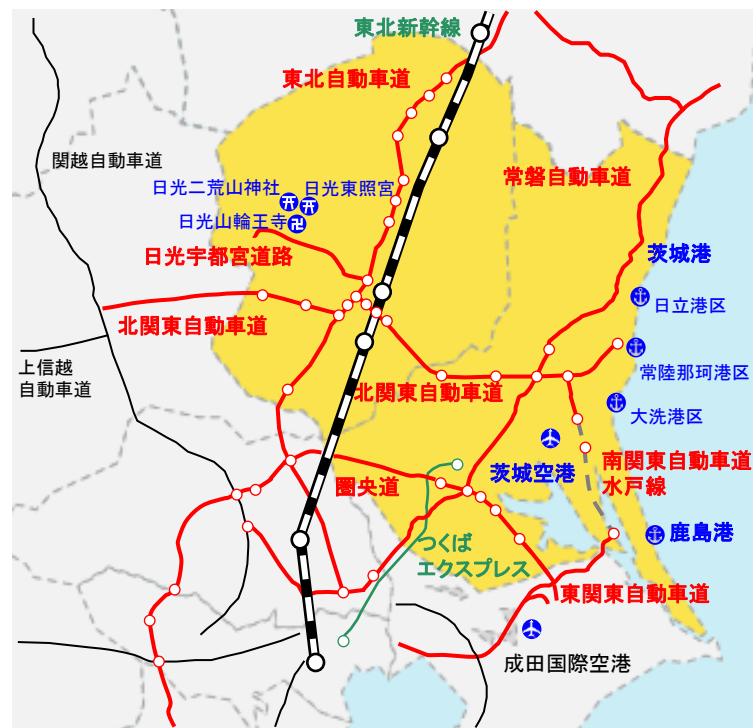 東北新幹線
東北自動車道
関越自動車道
常磐自動車道
日光二荒山神社
日光東照宮
日光山輪王寺
日光宇都宮道路
茨城港
日立港区
北関東自動車道
常陸那珂港区
上信越
自動車道
北関東自動車道
大洗港区
茨城空港
南関東自動車道
水戸線
圏央道
鹿島港
つくば
エクスプレス
東関東自動車道
成田国際空港